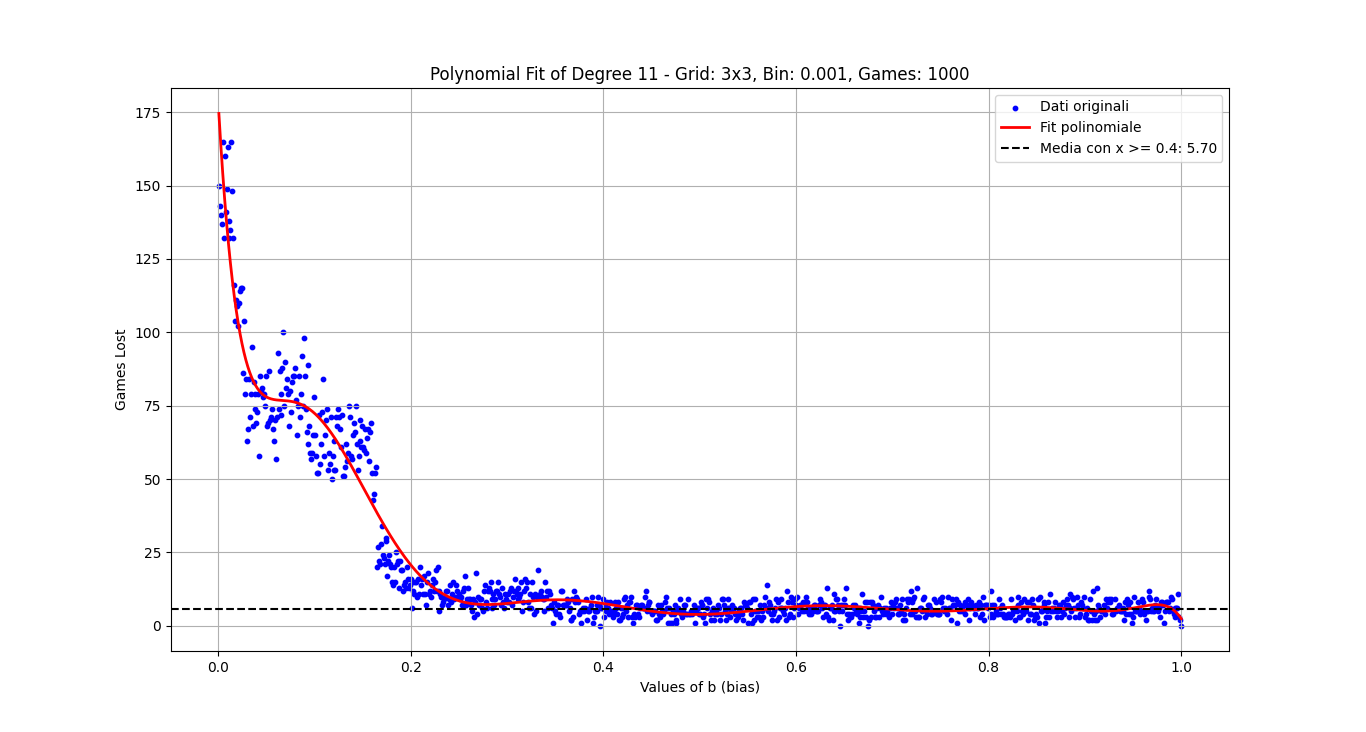 Polynomial Fit of Degree 11 - Grid: 3x3, Bin: 0.001, Games: 1000
Dati originali
Fit polinomiale
Media con x >= 0.4: 5.70
175
150
125
100
75
50
25
0
Games Lost
0.0 0.2 0.4 0.6 0.8 1.0
Values of b (bias)